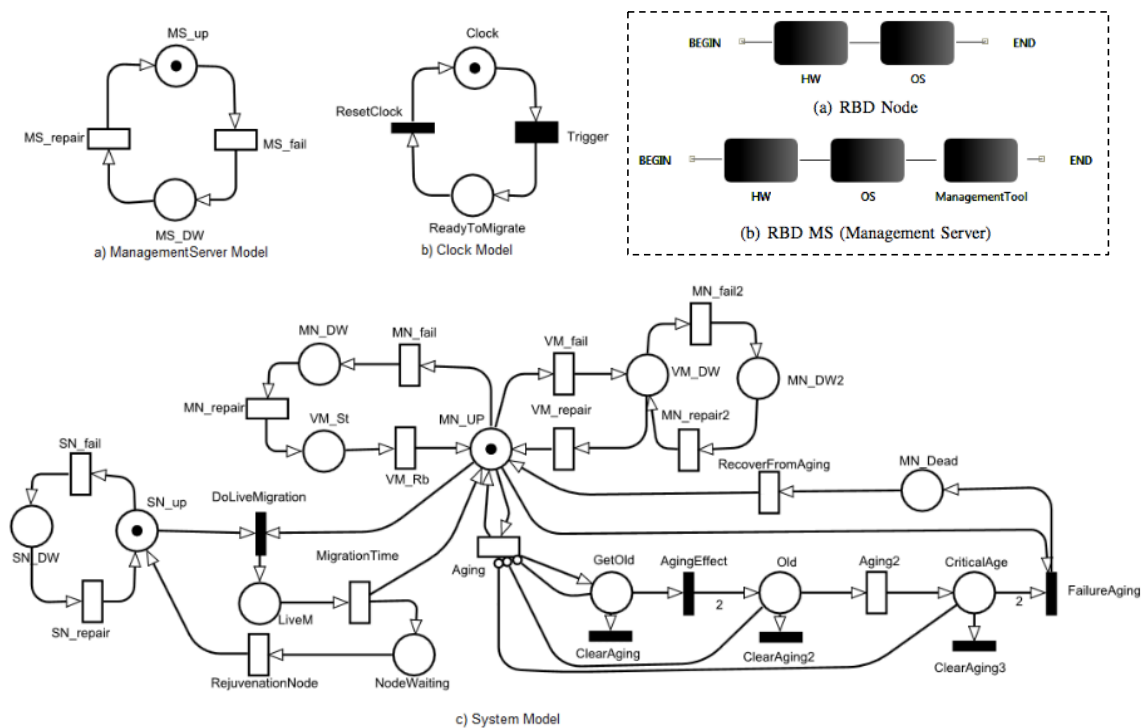 MS_up
MS_repair
MS_fail
MS_DW
a) ManagementServer Model
Clock
ResetClock
Trigger
ReadyToMigrate
b) Clock Model
BEGIN
END
HW
OS
(a) RBD Node
BEGIN
END
HW
OS
ManagementTool
(b) RBD MS (Management Server)
MN_DW
MN_fail
MN_repair
VM_St
VM_Rb
MN_UP
VM_fail
VM_repair
VM_DW
MN_fail2
MN_DW2
MN_repair2
RecoverFromAging
MN_Dead
SN_fail
SN_up
SN_DW
SN_repair
DoLiveMigration
MigrationTime
LiveM
RejuvenationNode
NodeWaiting
Aging
GetOld
AgingEffect
2
Old
Aging2
CriticalAge
2
FailureAging
ClearAging
ClearAging2
ClearAging3
c) System Model